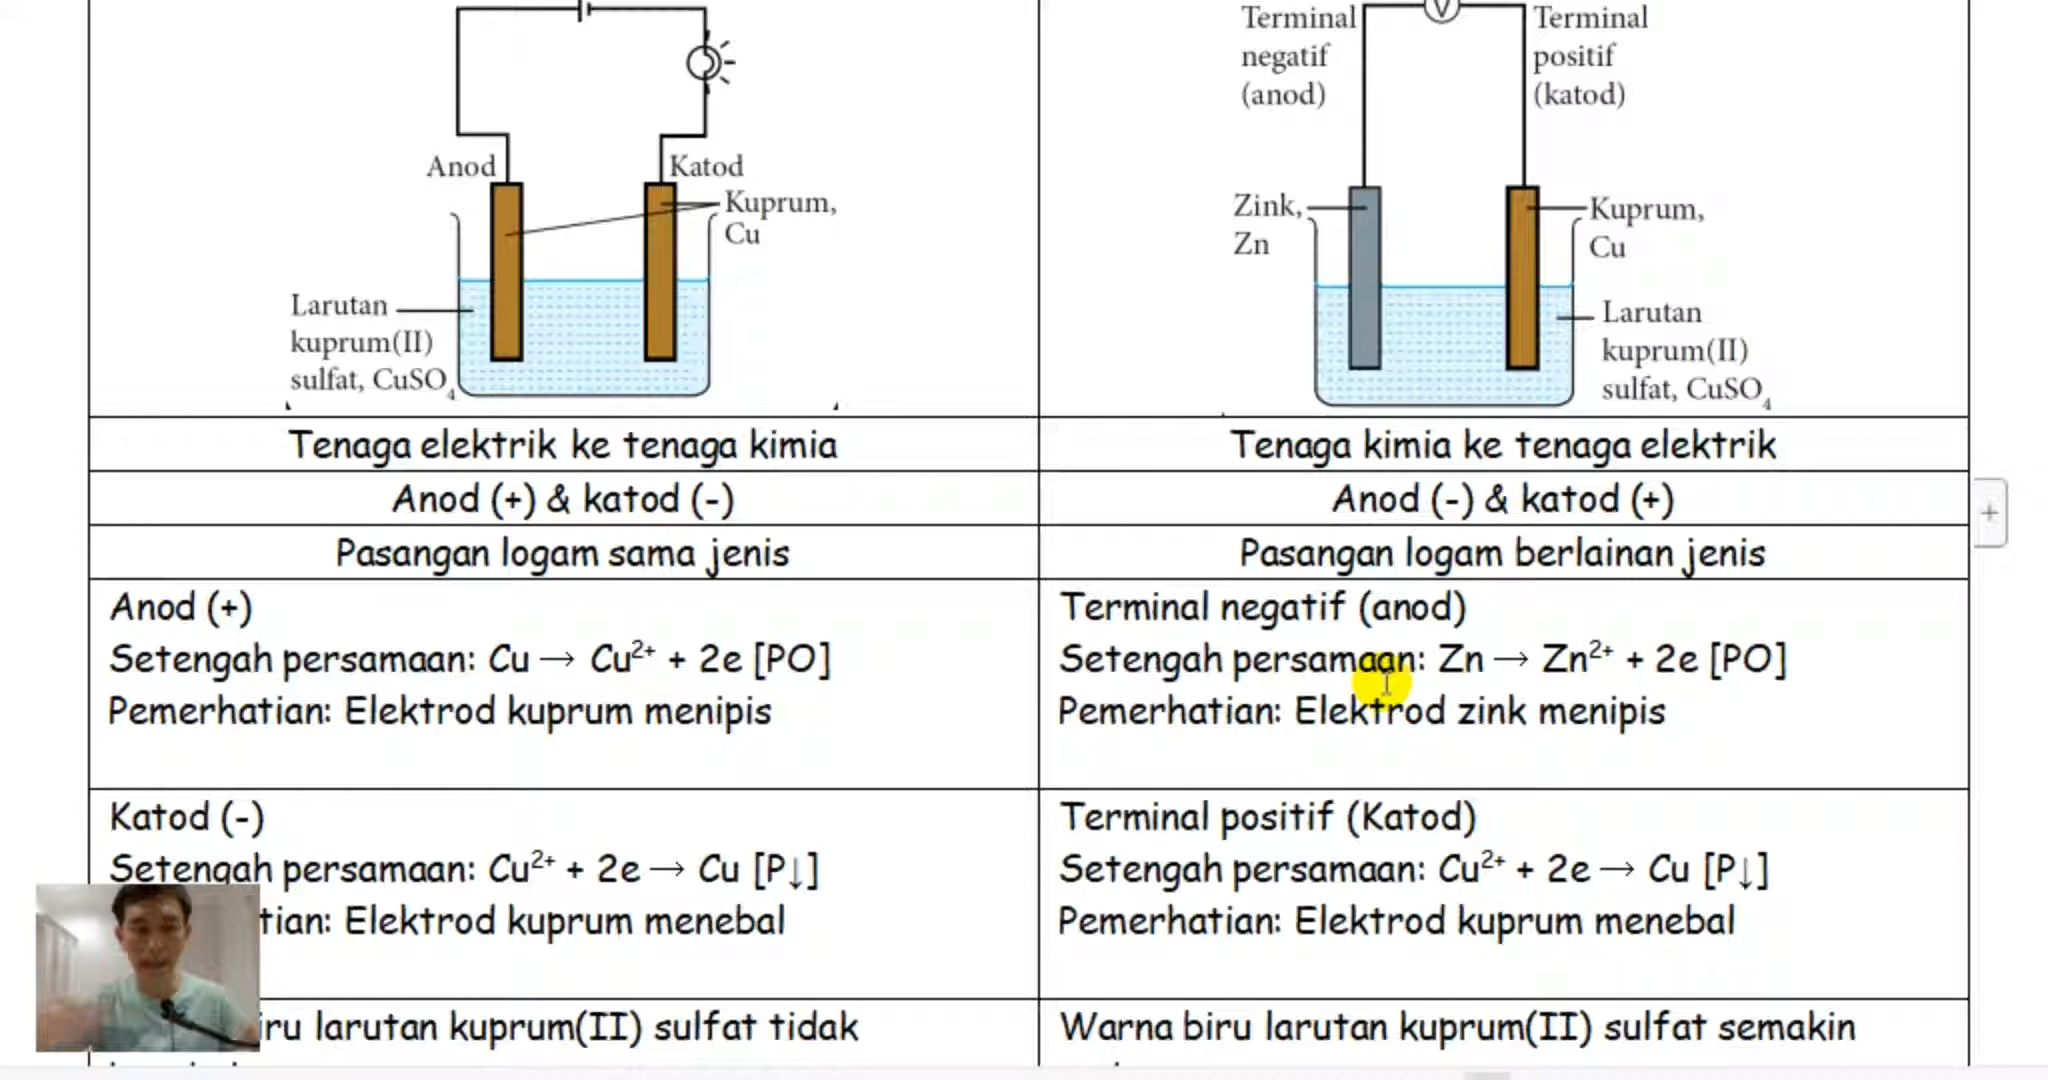 Anod
Katod
Kuprum,
Cu
Larutan
kuprum(II)
sulfat, CuSO₄
Terminal
negatif
(anod)
V
Terminal
positif
(katod)
Zink,
Zn
Kuprum,
Cu
Larutan
kuprum(II)
sulfat, CuSO₄
Tenaga elektrik ke tenaga kimia
Tenaga kimia ke tenaga elektrik
Anod (+) & katod (-)
Anod (-) & katod (+)
Pasangan logam sama jenis
Pasangan logam berlainan jenis
Anod (+)
Setengah persamaan: Cu → Cu²⁺ + 2e [PO]
Pemerhatian: Elektrod kuprum menipis
Terminal negatif (anod)
Setengah persamaan: Zn → Zn²⁺ + 2e [PO]
Pemerhatian: Elektrod zink menipis
Katod (-)
Setengah persamaan: Cu²⁺ + 2e → Cu [P↓]
tian: Elektrod kuprum menebal
Terminal positif (Katod)
Setengah persamaan: Cu²⁺ + 2e → Cu [P↓]
Pemerhatian: Elektrod kuprum menebal
iru larutan kuprum(II) sulfat tidak
Warna biru larutan kuprum(II) sulfat semakin